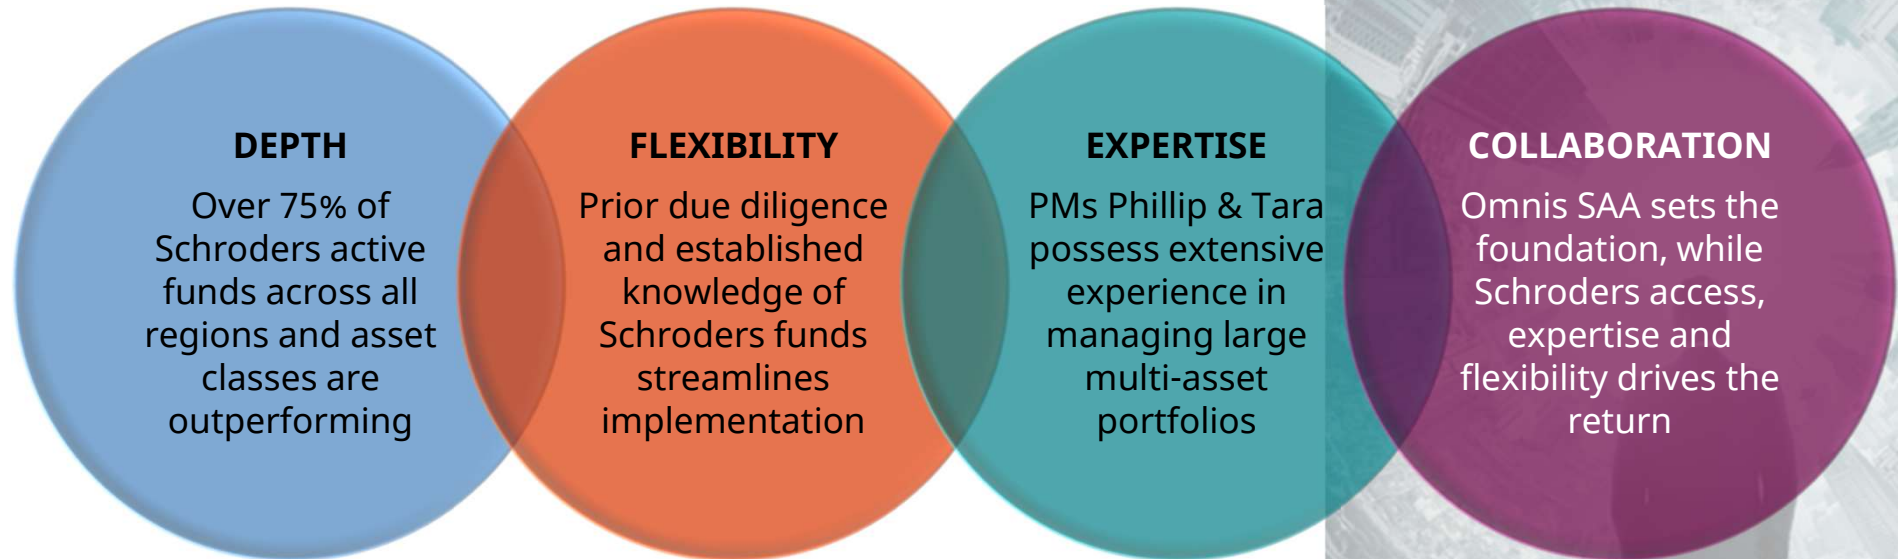 DEPTH
Over 75% of
Schroders active
funds across all
regions and asset
classes are
outperforming
FLEXIBILITY
Prior due diligence
and established
knowledge of
Schroders funds
streamlines
implementation
EXPERTISE
PMs Phillip & Tara
possess extensive
experience in
managing large
multi-asset
portfolios
COLLABORATION
Omnis SAA sets the
foundation, while
Schroders access,
expertise and
flexibility drives the
return